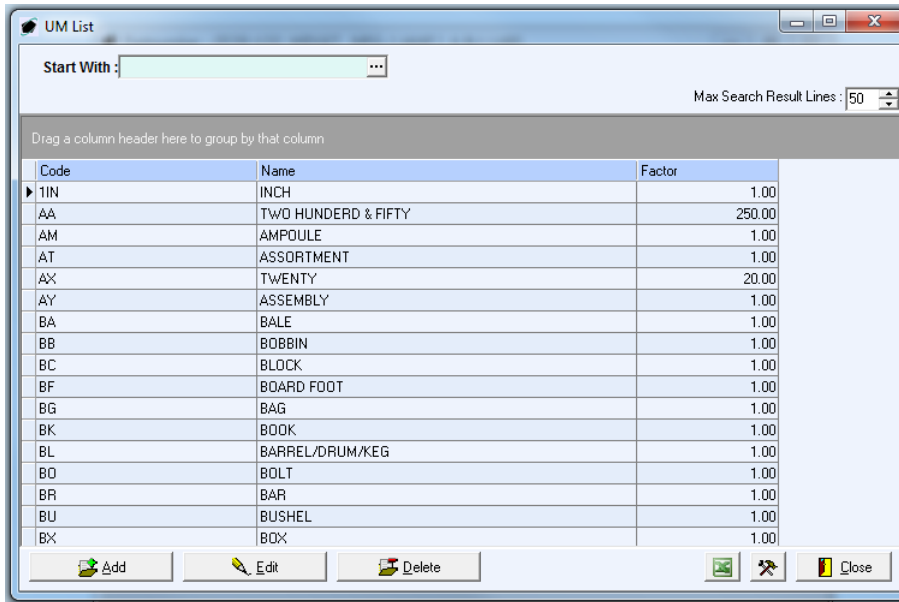 UM List
Start With :
Max Search Result Lines : 50
Drag a column header here to group by that column
Code Name Factor
1IN INCH 1.00
AA TWO HUNDERD & FIFTY 250.00
AM AMPOULE 1.00
AT ASSORTMENT 1.00
AX TWENTY 20.00
AY ASSEMBLY 1.00
BA BALE 1.00
BB BOBBIN 1.00
BC BLOCK 1.00
BF BOARD FOOT 1.00
BG BAG 1.00
BK BOOK 1.00
BL BARREL/DRUM/KEG 1.00
BO BOLT 1.00
BR BAR 1.00
BU BUSHEL 1.00
BX BOX 1.00
Add Edit Delete Close